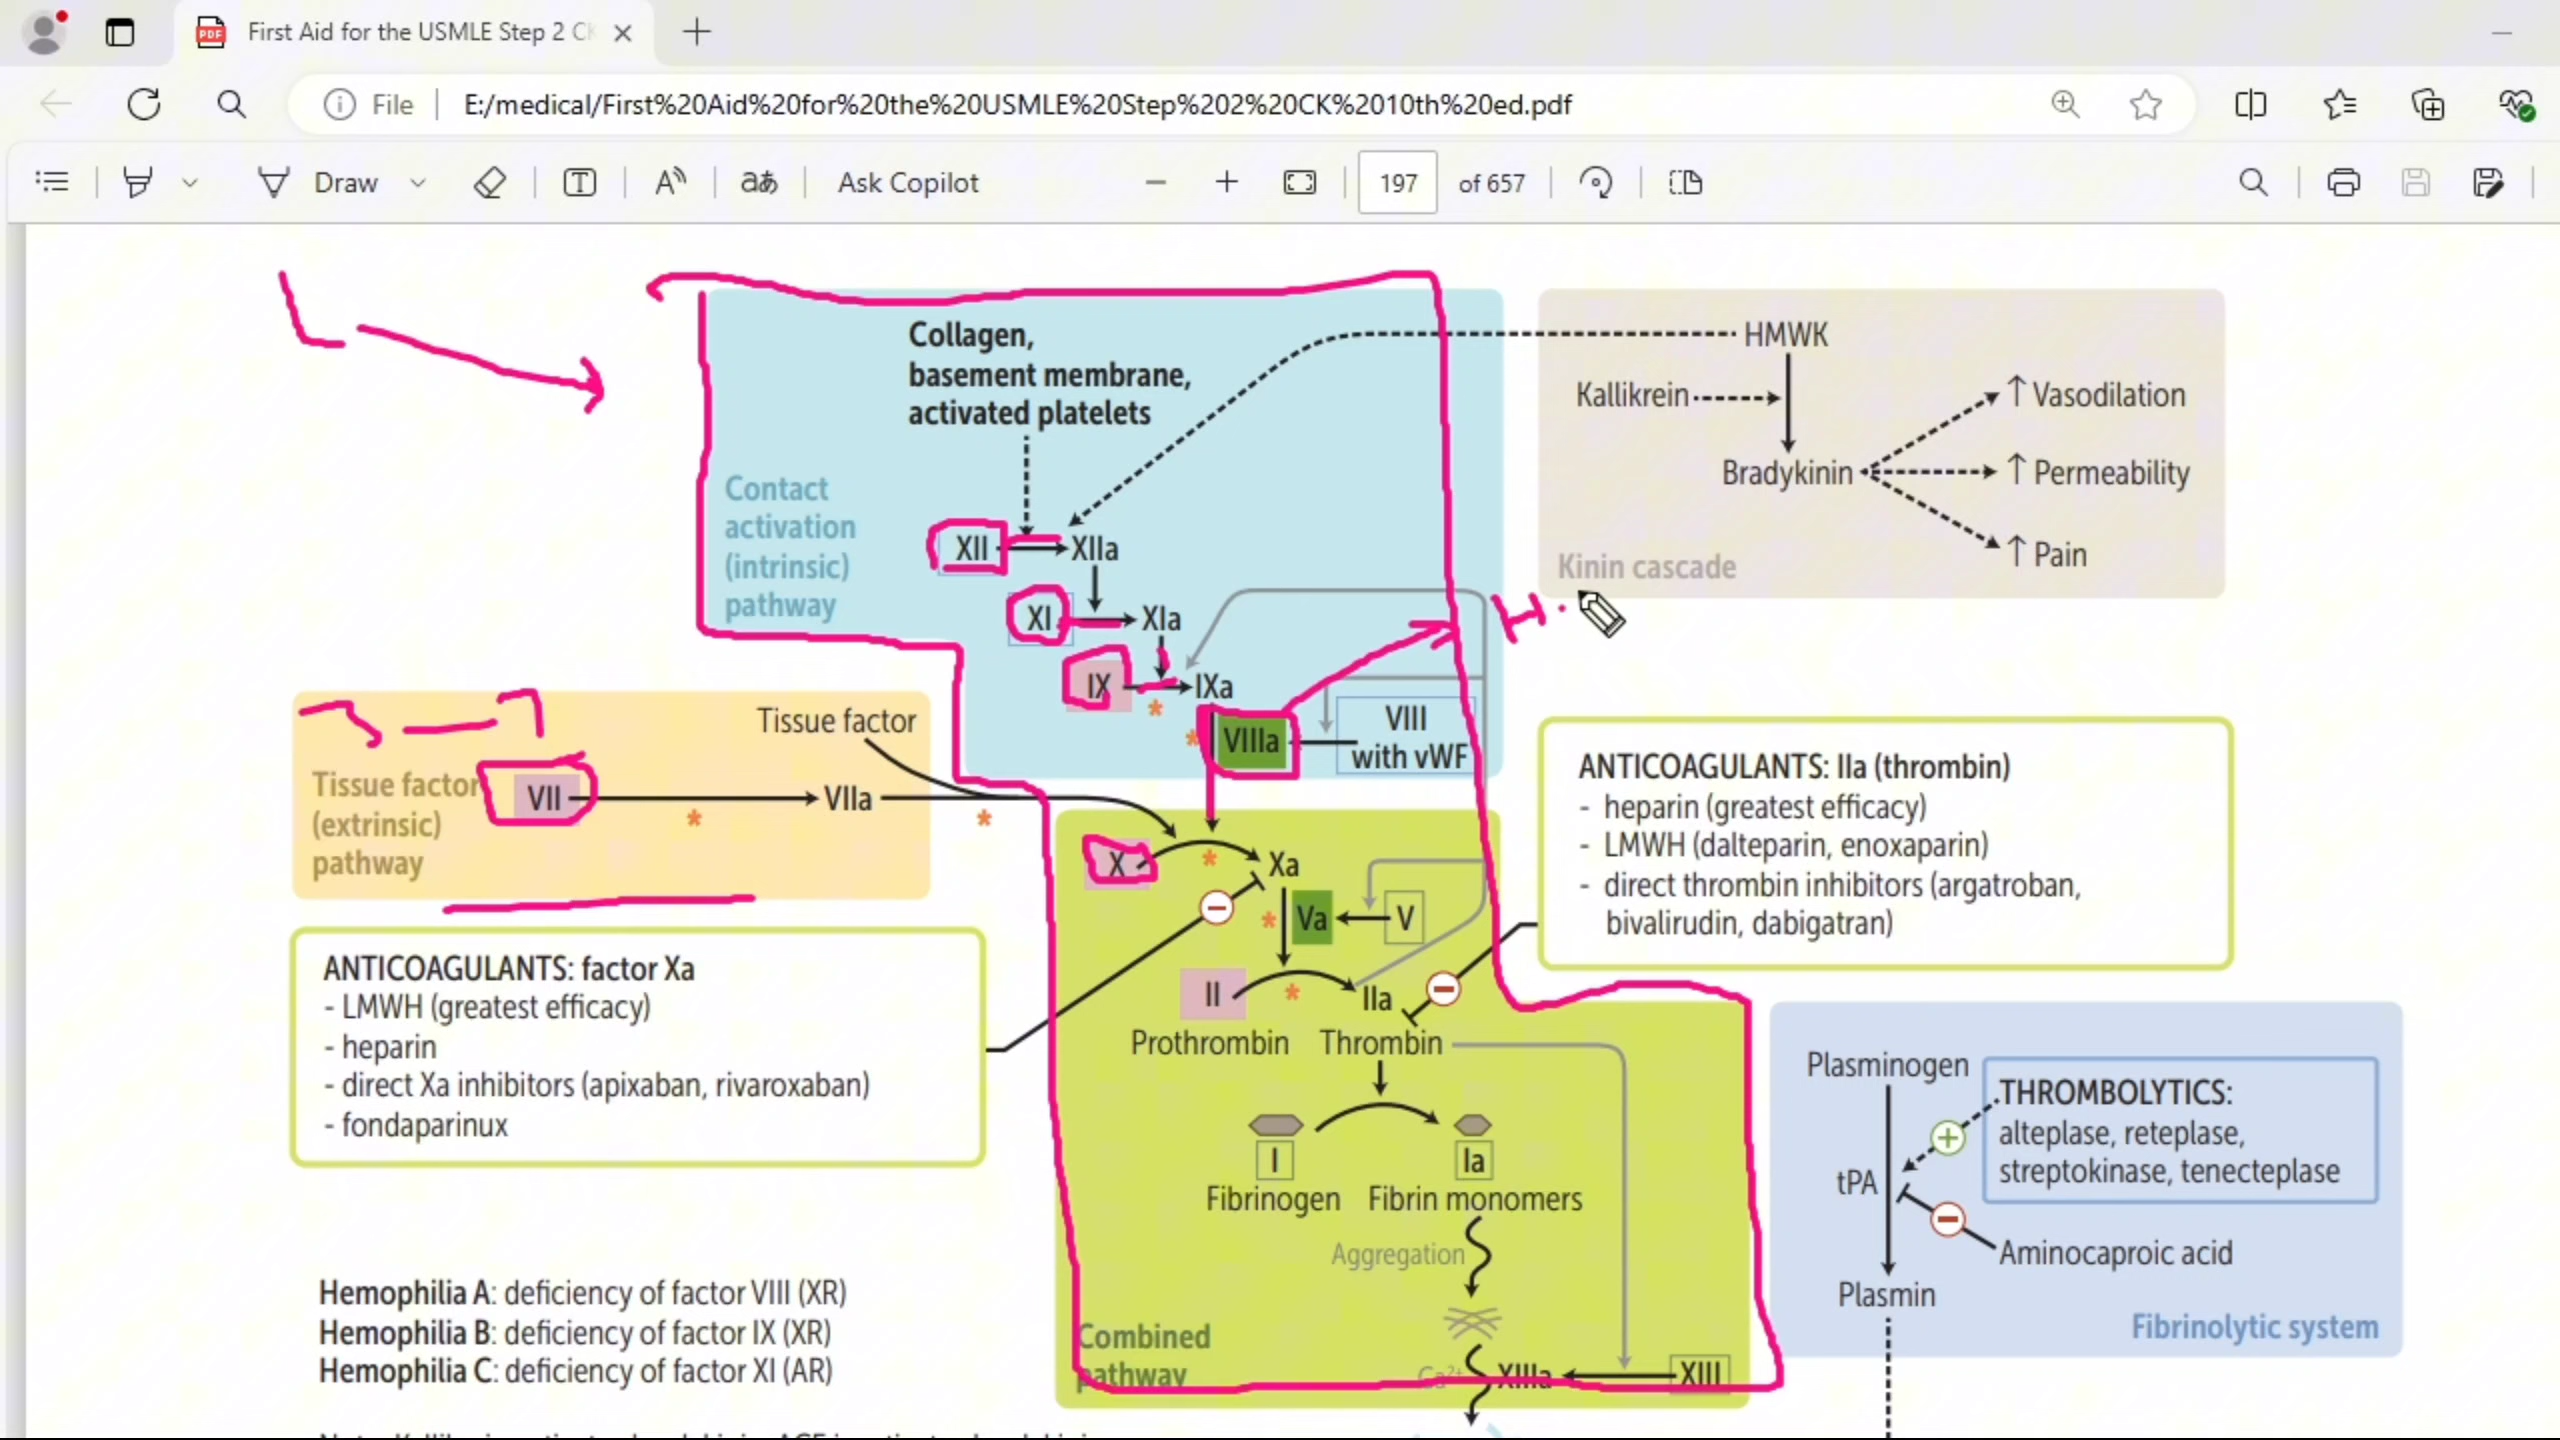 First Aid for the USMLE Step 2 CK
File
E:/medical/First%20Aid%20for%20the%20USMLE%20Step%202%20CK%2010th%20ed.pdf
Draw
Ask Copilot
197 of 657
Collagen,
basement membrane,
activated platelets
HMWK
Kallikrein
Bradykinin
↑ Vasodilation
↑ Permeability
↑ Pain
Kinin cascade
Contact
activation
(intrinsic)
pathway
XII
XIIa
XI
XIa
IX
IXa
*
*
VIIIa
VIII
with vWF
Tissue factor
Tissue factor
(extrinsic)
pathway
VII
VIIa
*
*
X
*
Xa
*
Va
V
II
*
IIa
Prothrombin
Thrombin
I
Fibrinogen
Ia
Fibrin monomers
Aggregation
Ca²⁺
XIIIa
XIII
Combined
pathway
ANTICOAGULANTS: factor Xa
- LMWH (greatest efficacy)
- heparin
- direct Xa inhibitors (apixaban, rivaroxaban)
- fondaparinux
ANTICOAGULANTS: IIa (thrombin)
- heparin (greatest efficacy)
- LMWH (dalteparin, enoxaparin)
- direct thrombin inhibitors (argatroban,
bivalirudin, dabigatran)
Plasminogen
THROMBOLYTICS:
alteplase, reteplase,
streptokinase, tenecteplase
tPA
Aminocaproic acid
Plasmin
Fibrinolytic system
Hemophilia A: deficiency of factor VIII (XR)
Hemophilia B: deficiency of factor IX (XR)
Hemophilia C: deficiency of factor XI (AR)